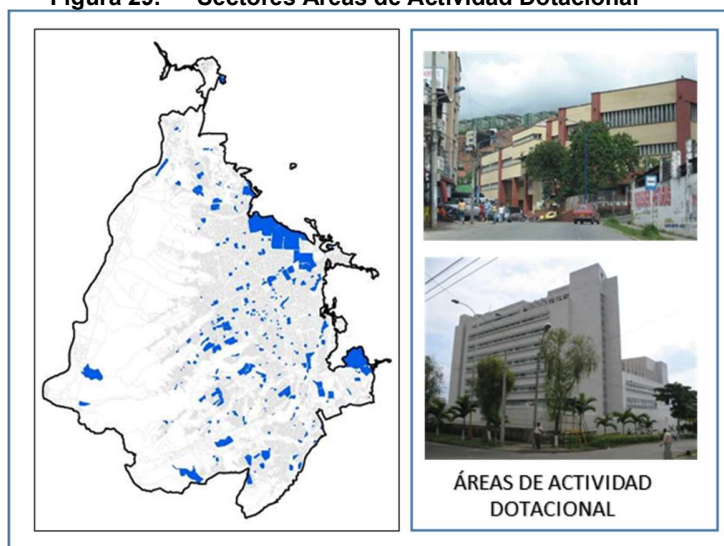 Figura 29. Sectores Áreas de Actividad Dotacional
ÁREAS DE ACTIVIDAD
DOTACIONAL